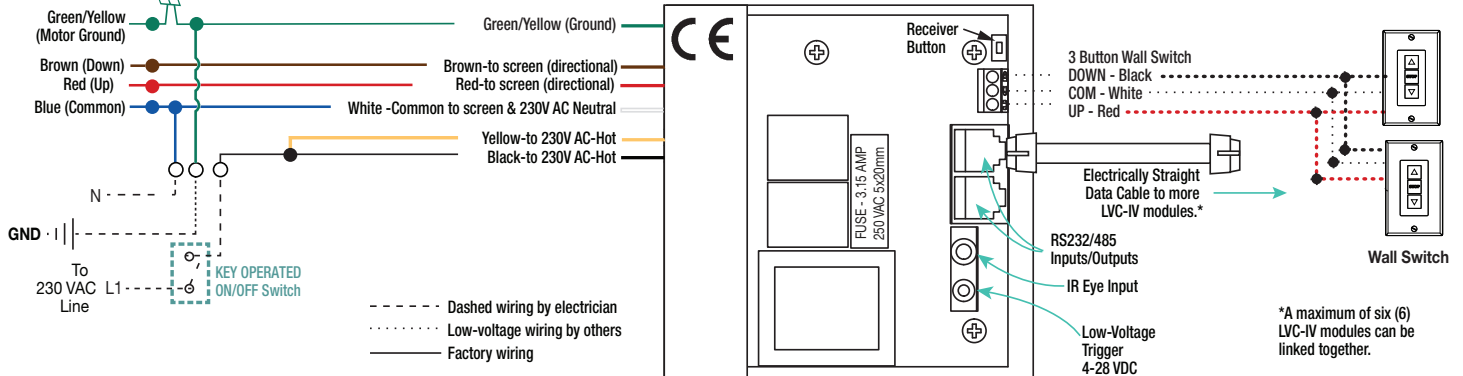 Green/Yellow
(Motor Ground)
Brown (Down)
Red (Up)
Blue (Common)
Green/Yellow (Ground)
Brown-to screen (directional)
Red-to screen (directional)
White -Common to screen & 230V AC Neutral
Yellow-to 230V AC-Hot
Black-to 230V AC-Hot
N
GND
To
230 VAC
Line
L1
KEY OPERATED
ON/OFF Switch
Dashed wiring by electrician
Low-voltage wiring by others
Factory wiring
CE
FUSE - 3.15 AMP
250 VAC 5x20mm
Receiver
Button
3 Button Wall Switch
DOWN - Black
COM - White
UP - Red
Electrically Straight
Data Cable to more
LVC-IV modules.*
RS232/485
Inputs/Outputs
IR Eye Input
Low-Voltage
Trigger
4-28 VDC
Wall Switch
*A maximum of six (6)
LVC-IV modules can be
linked together.